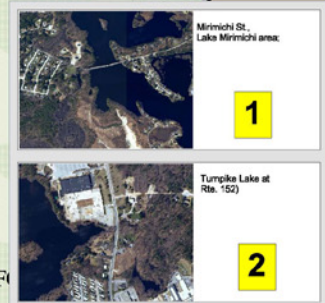 Mirimichi St.,
Lake Mirimichi area:
1
Turnpike Lake at
Rte. 152)
2